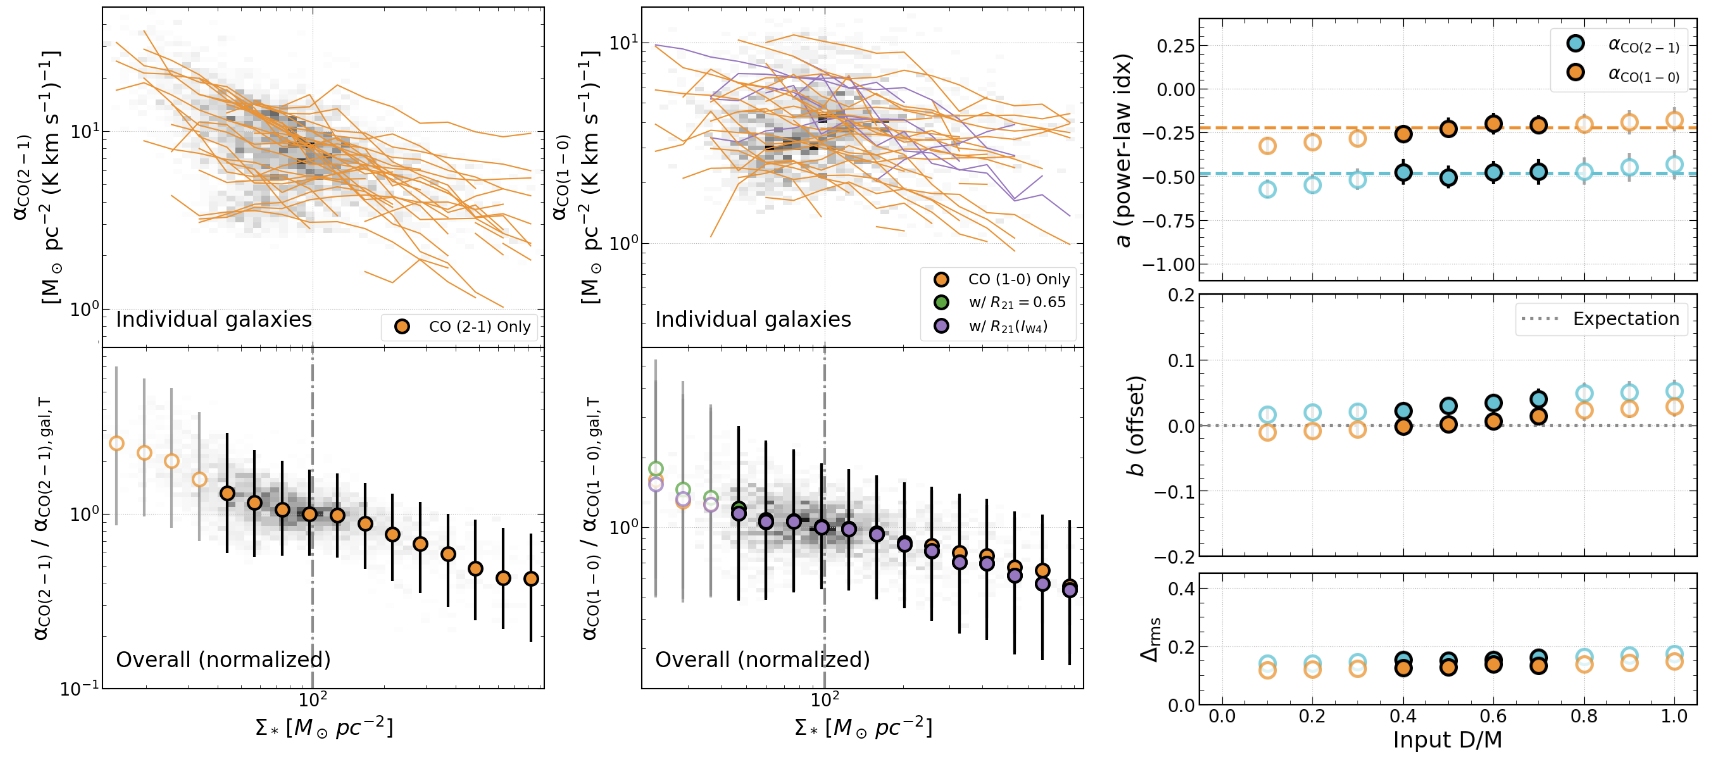 α_CO(2−1)
[M_⊙ pc^−2 (K km s^−1)^−1]
10^1
10^0
Individual galaxies
CO (2-1) Only
α_CO(2−1) / α_CO(2−1), gal, T
10^0
10^−1
Overall (normalized)
10^2
Σ_* [M_⊙ pc^−2]
α_CO(1−0)
[M_⊙ pc^−2 (K km s^−1)^−1]
10^1
10^0
CO (1-0) Only
w/ R_21 = 0.65
w/ R_21(I_W4)
Individual galaxies
α_CO(1−0) / α_CO(1−0), gal, T
10^0
Overall (normalized)
10^2
Σ_* [M_⊙ pc^−2]
a (power-law idx)
0.25
0.00
−0.25
−0.50
−0.75
−1.00
α_CO(2−1)
α_CO(1−0)
b (offset)
0.2
0.1
0.0
−0.1
−0.2
Expectation
Δ_rms
0.4
0.2
0.0
0.0 0.2 0.4 0.6 0.8 1.0
Input D/M